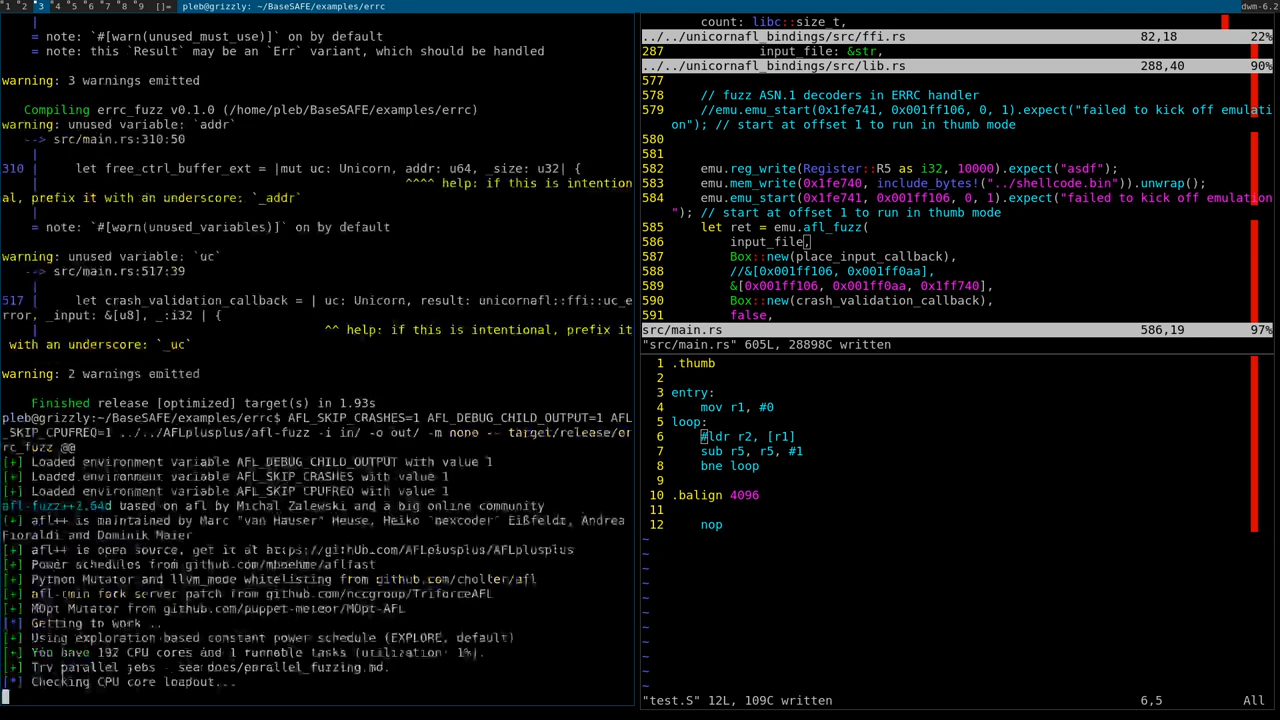 1 2 3 4 5 6 7 8 9 []= pleb@grizzly: ~/BaseSAFE/examples/errc dwm-6.2
|
= note: `#[warn(unused_must_use)]` on by default
= note: this `Result` may be an `Err` variant, which should be handled
warning: 3 warnings emitted
Compiling errc_fuzz v0.1.0 (/home/pleb/BaseSAFE/examples/errc)
warning: unused variable: `addr`
--> src/main.rs:310:50
|
310 | let free_ctrl_buffer_ext = |mut uc: Unicorn, addr: u64, _size: u32| {
| ^^^^ help: if this is intention
al, prefix it with an underscore: `_addr`
|
= note: `#[warn(unused_variables)]` on by default
warning: unused variable: `uc`
--> src/main.rs:517:39
|
517 | let crash_validation_callback = | uc: Unicorn, result: unicornafl::ffi::uc_e
rror, _input: &[u8], _:i32 | {
| ^^ help: if this is intentional, prefix it
with an underscore: `_uc`
warning: 2 warnings emitted
Finished release [optimized] target(s) in 1.93s
pleb@grizzly:~/BaseSAFE/examples/errc$ AFL_SKIP_CRASHES=1 AFL_DEBUG_CHILD_OUTPUT=1 AFL
_SKIP_CPUFREQ=1 ../../AFLplusplus/afl-fuzz -i in/ -o out/ -m none -- target/release/er
rc_fuzz @@
[+] Loaded environment variable AFL_DEBUG_CHILD_OUTPUT with value 1
[+] Loaded environment variable AFL_SKIP_CRASHES with value 1
[+] Loaded environment variable AFL_SKIP_CPUFREQ with value 1
afl-fuzz++2.64d based on afl by Michal Zalewski and a big online community
[+] afl++ is maintained by Marc "van Hauser" Heuse, Heiko "hexcoder" Eißfeldt, Andrea
Fioraldi and Dominik Maier
[+] afl++ is open source, get it at https://github.com/AFLplusplus/AFLplusplus
[+] Power schedules from github.com/mboehme/aflfast
[+] Python Mutator and llvm_mode whitelisting from github.com/choller/afl
[+] afl-tmin fork server patch from github.com/nccgroup/TriforceAFL
[+] MOpt Mutator from github.com/puppet-meteor/MOpt-AFL
[*] Getting to work...
[+] Using exploration-based constant power schedule (EXPLORE, default)
[+] You have 192 CPU cores and 1 runnable tasks (utilization: 1%).
[+] Try parallel jobs - see docs/parallel_fuzzing.md.
[*] Checking CPU core loadout...
count: libc::size_t,
../../unicornafl_bindings/src/ffi.rs 82,18 22%
287 input_file: &str,
../../unicornafl_bindings/src/lib.rs 288,40 90%
577
578 // fuzz ASN.1 decoders in ERRC handler
579 //emu.emu_start(0x1fe741, 0x001ff106, 0, 1).expect("failed to kick off emulati
on"); // start at offset 1 to run in thumb mode
580
581
582 emu.reg_write(Register::R5 as i32, 10000).expect("asdf");
583 emu.mem_write(0x1fe740, include_bytes!("../shellcode.bin")).unwrap();
584 emu.emu_start(0x1fe741, 0x001ff106, 0, 1).expect("failed to kick off emulation
"); // start at offset 1 to run in thumb mode
585 let ret = emu.afl_fuzz(
586 input_file,
587 Box::new(place_input_callback),
588 //&[0x001ff106, 0x001ff0aa],
589 &[0x001ff106, 0x001ff0aa, 0x1ff740],
590 Box::new(crash_validation_callback),
591 false,
src/main.rs 586,19 97%
"src/main.rs" 605L, 28898C written
1 .thumb
2
3 entry:
4 mov r1, #0
5 loop:
6 #ldr r2, [r1]
7 sub r5, r5, #1
8 bne loop
9
10 .balign 4096
11
12 nop
~
~
~
~
~
~
~
~
~
~
~
"test.S" 12L, 109C written 6,5 All